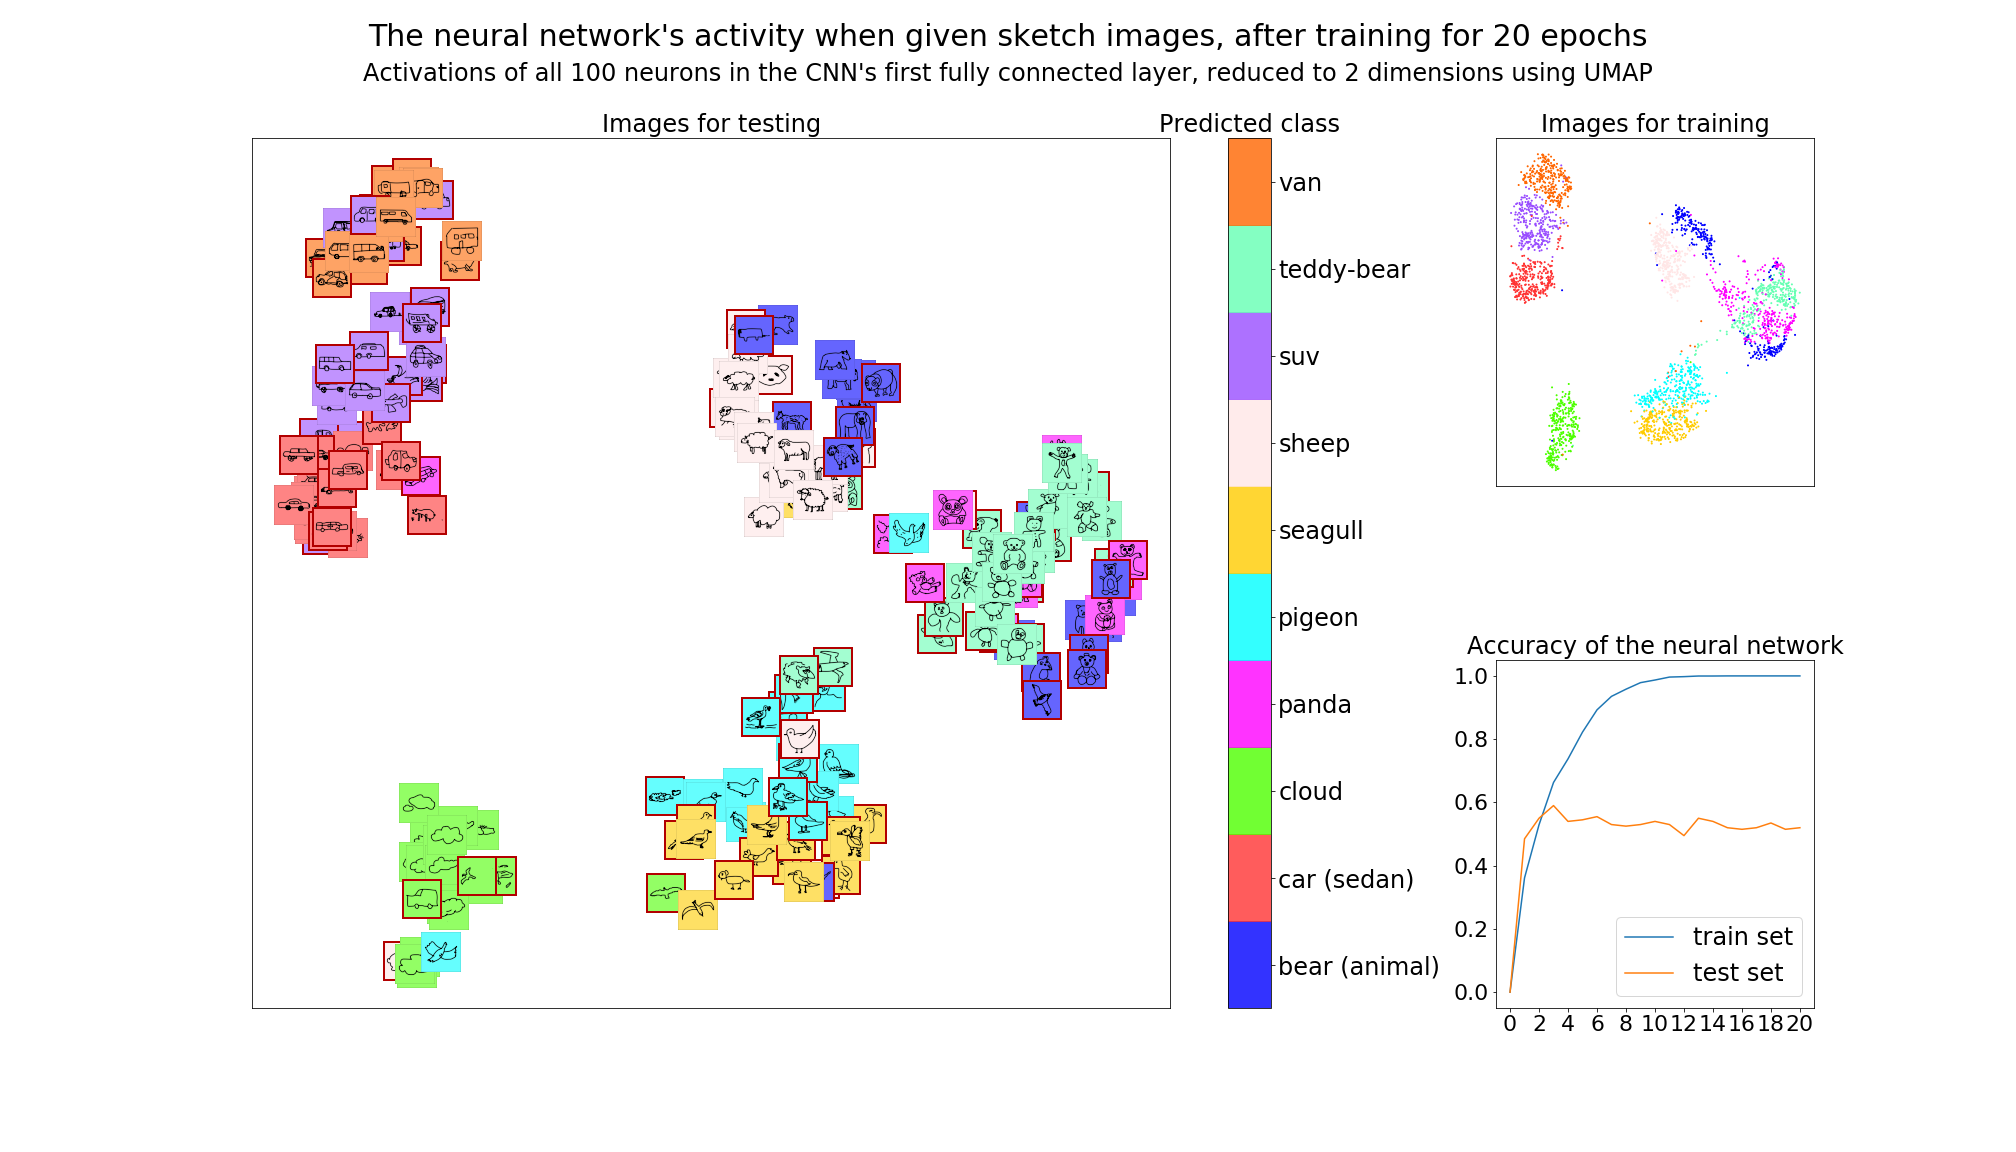 The neural network's activity when given sketch images, after training for 20 epochs
Activations of all 100 neurons in the CNN's first fully connected layer, reduced to 2 dimensions using UMAP
Images for testing
Predicted class
van
teddy-bear
suv
sheep
seagull
pigeon
panda
cloud
car (sedan)
bear (animal)
Images for training
Accuracy of the neural network
1.0
0.8
0.6
0.4
0.2
0.0
train set
test set
0 2 4 6 8 10 12 14 16 18 20